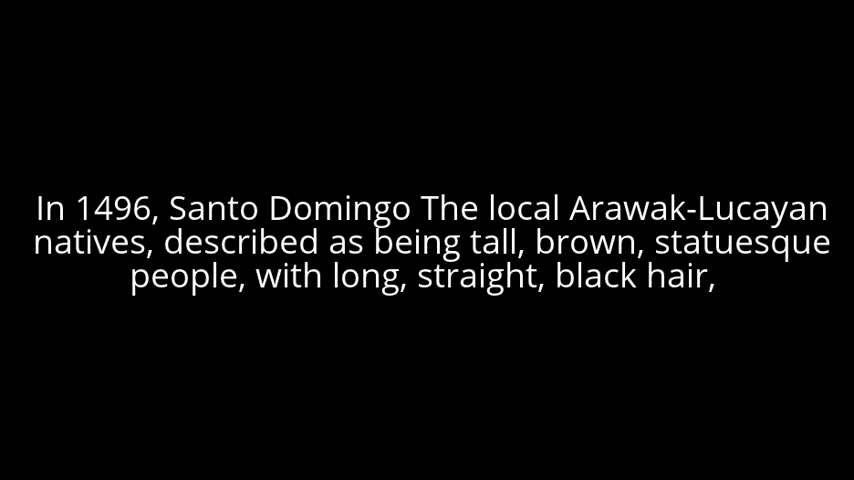 In 1496, Santo Domingo The local Arawak-Lucayan
natives, described as being tall, brown, statuesque
people, with long, straight, black hair,